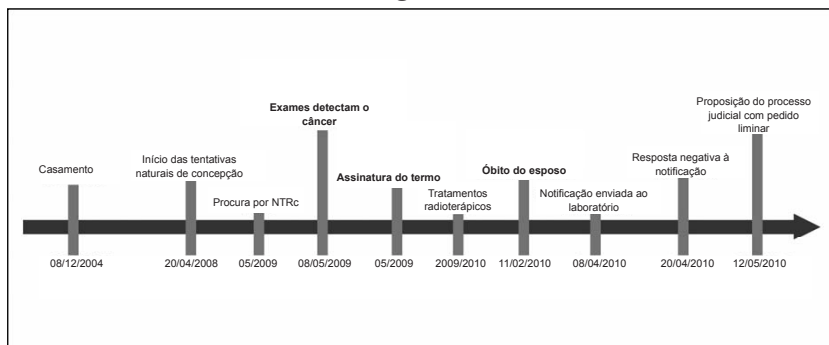 Casamento
Início das tentativas
naturais de concepção
Procura por NTRc
Exames detectam o
câncer
Assinatura do termo
Tratamentos
radioterápicos
Óbito do esposo
Notificação enviada ao
laboratório
Resposta negativa à
notificação
Proposição do processo
judicial com pedido
liminar
08/12/2004
20/04/2008
05/2009
08/05/2009
05/2009
2009/2010
11/02/2010
08/04/2010
20/04/2010
12/05/2010